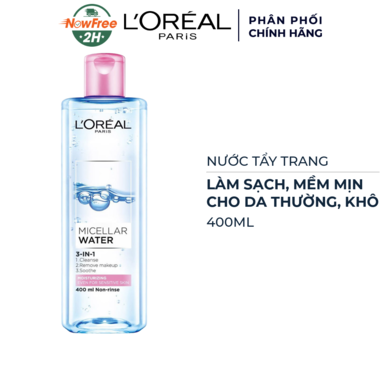 NowFree
2H
L'ORÉAL
PARIS
PHÂN PHỐI
CHÍNH HÃNG
L'ORÉAL
PARIS
MICELLAR
WATER
3-IN-1
1.Cleanse
2.Remove makeup
3.Soothe
MOISTURIZING
400 ml Non-rinse
NƯỚC TẨY TRANG
LÀM SẠCH, MỀM MỊN
CHO DA THƯỜNG, KHÔ
400ML